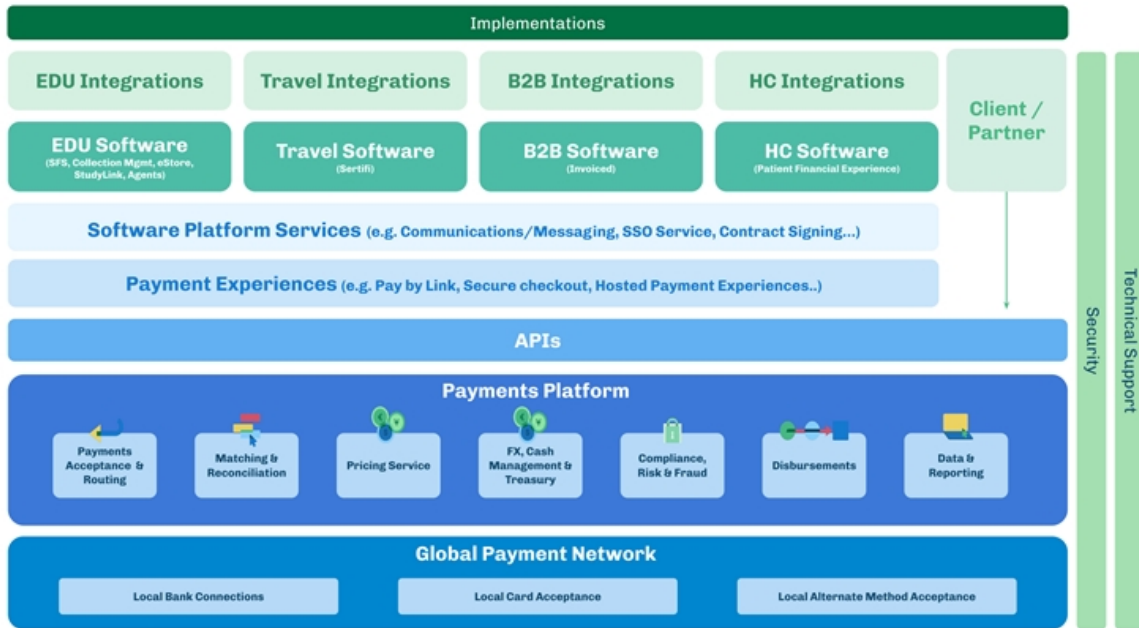 Implementations
EDU Integrations
Travel Integrations
B2B Integrations
HC Integrations
Client /
Partner
EDU Software
(SFS, Collection Mgmt, eStore,
StudyLink, Agents)
Travel Software
(Sertifi)
B2B Software
(Invoiced)
HC Software
(Patient Financial Experience)
Software Platform Services (e.g. Communications/Messaging, SSO Service, Contract Signing...)
Payment Experiences (e.g. Pay by Link, Secure checkout, Hosted Payment Experiences..)
APIs
Payments Platform
Payments
Acceptance &
Routing
Matching &
Reconciliation
Pricing Service
FX, Cash
Management &
Treasury
Compliance,
Risk & Fraud
Disbursements
Data &
Reporting
Global Payment Network
Local Bank Connections
Local Card Acceptance
Local Alternate Method Acceptance
Security
Technical Support